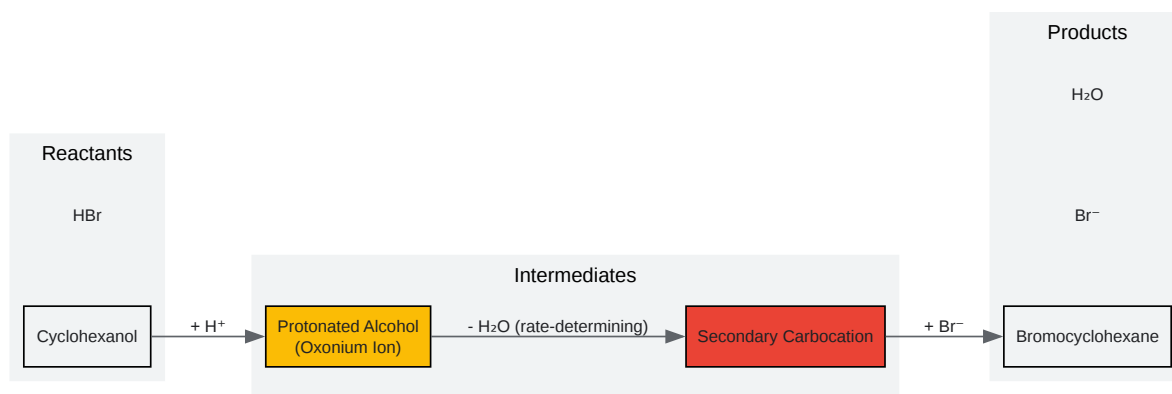 Products
H₂O
Reactants
HBr
Br⁻
Intermediates
Cyclohexanol
+ H⁺
Protonated Alcohol
(Oxonium Ion)
- H₂O (rate-determining)
Secondary Carbocation
+ Br⁻
Bromocyclohexane